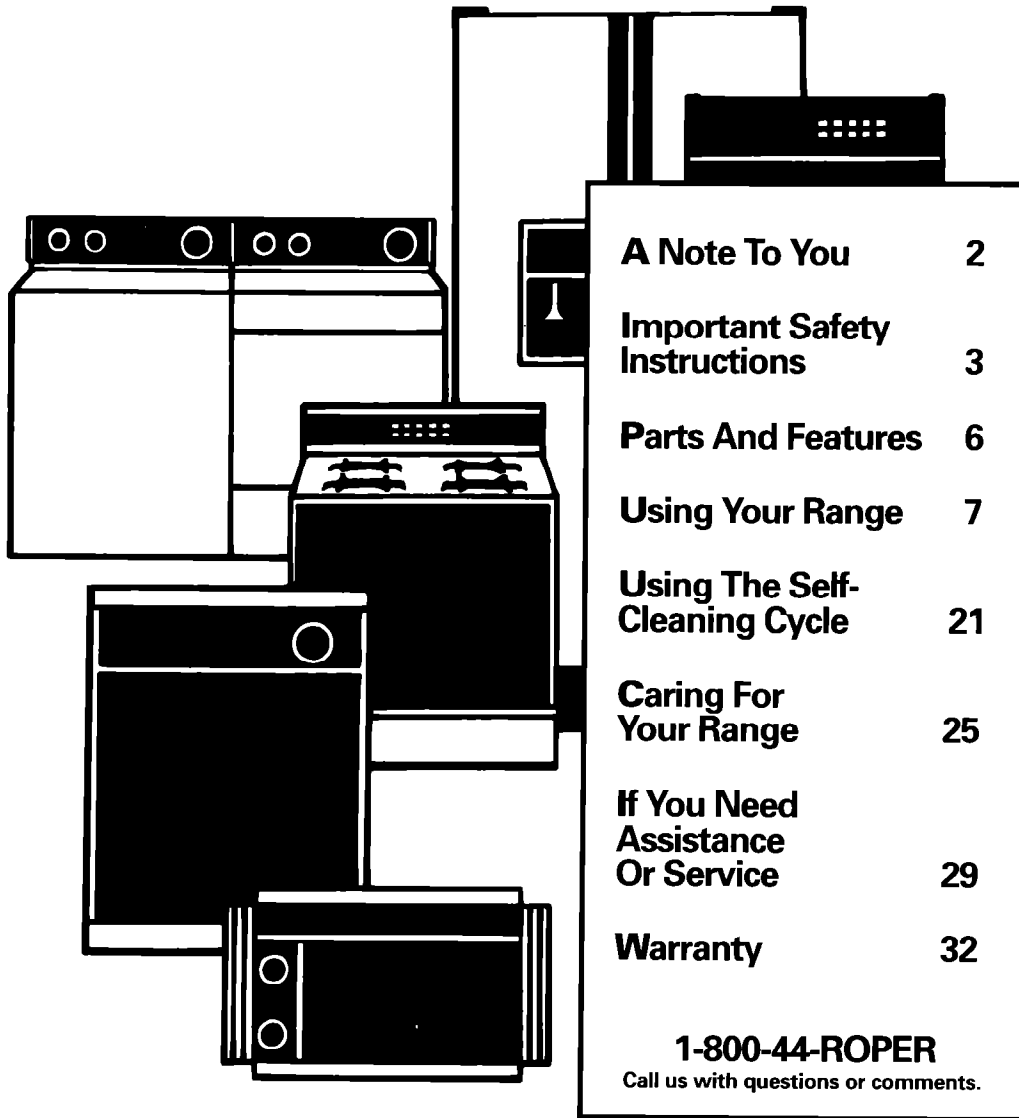 A Note To You 2
Important Safety
Instructions 3
Parts And Features 6
Using Your Range 7
Using The Self-
Cleaning Cycle 21
Caring For
Your Range 25
If You Need
Assistance
Or Service 29
Warranty 32
1-800-44-ROPER
Call us with questions or comments.